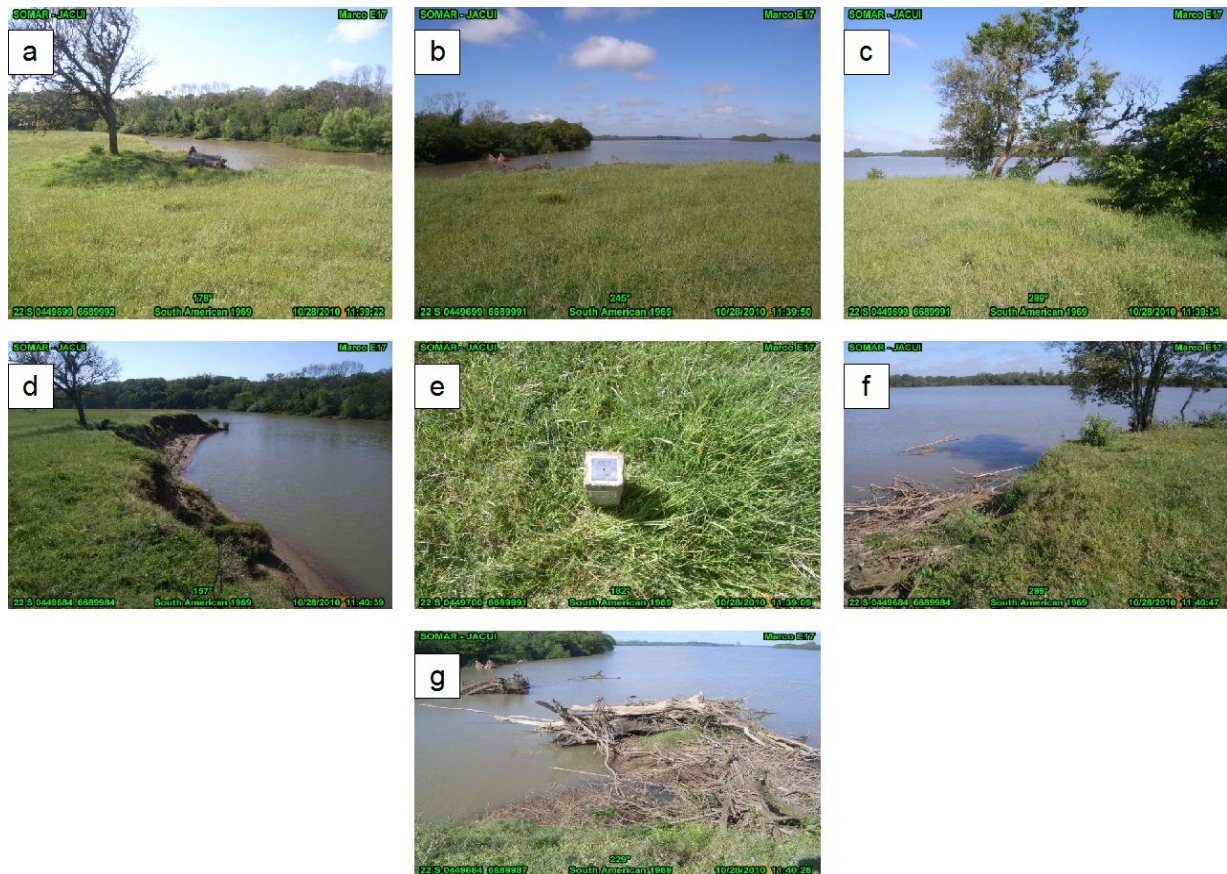 SOMAR - JACUI Marco E17
a
178°
22 S 0449699 6689992 South American 1969 10/28/2010 11:39:22
SOMAR - JACUI Marco E17
b
245°
22 S 0449699 6689991 South American 1969 10/28/2010 11:39:50
SOMAR - JACUI Marco E17
c
289°
22 S 0449699 6689991 South American 1969 10/28/2010 11:39:34
SOMAR - JACUI Marco E17
d
157°
22 S 0449684 6689984 South American 1969 10/28/2010 11:40:39
SOMAR - JACUI Marco E17
e
182°
22 S 0449700 6689991 South American 1969 10/28/2010 11:39:09
SOMAR - JACUI Marco E17
f
299°
22 S 0449684 6689984 South American 1969 10/28/2010 11:40:47
SOMAR - JACUI Marco E17
g
229°
22 S 0449684 6689987 South American 1969 10/28/2010 11:40:28